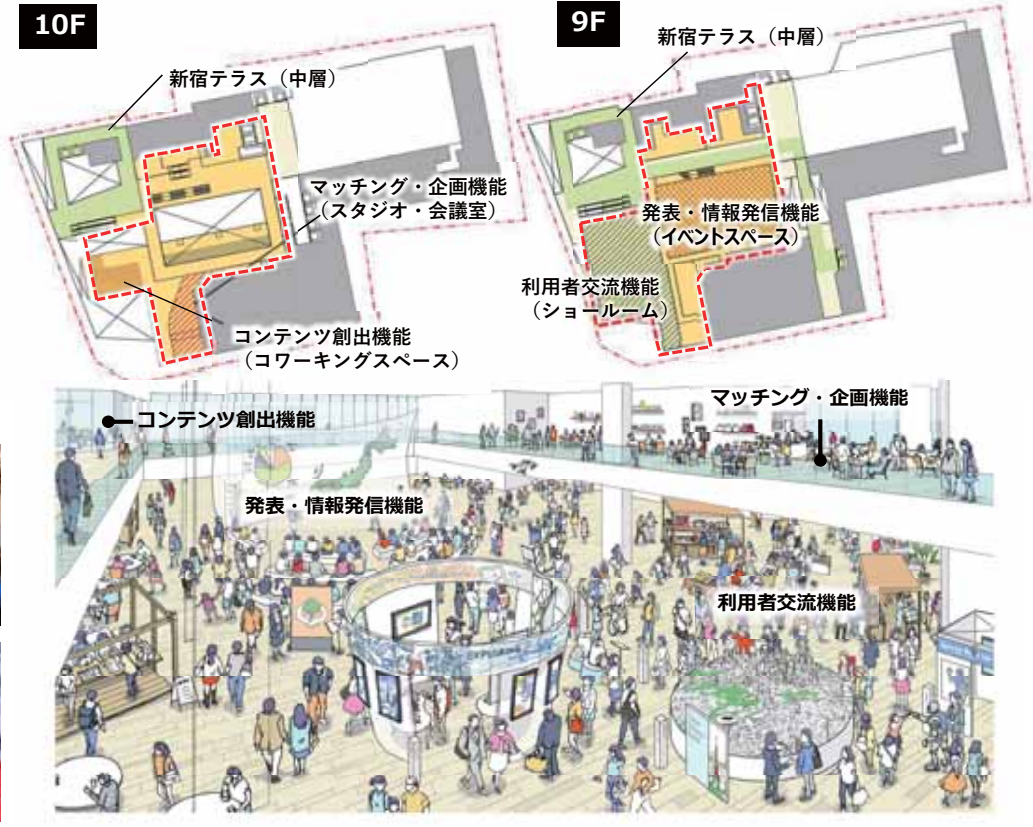 10F
新宿テラス（中層）
マッチング・企画機能
（スタジオ・会議室）
コンテンツ創出機能
（コワーキングスペース）
9F
新宿テラス（中層）
発表・情報発信機能
（イベントスペース）
利用者交流機能
（ショールーム）
コンテンツ創出機能
マッチング・企画機能
発表・情報発信機能
利用者交流機能